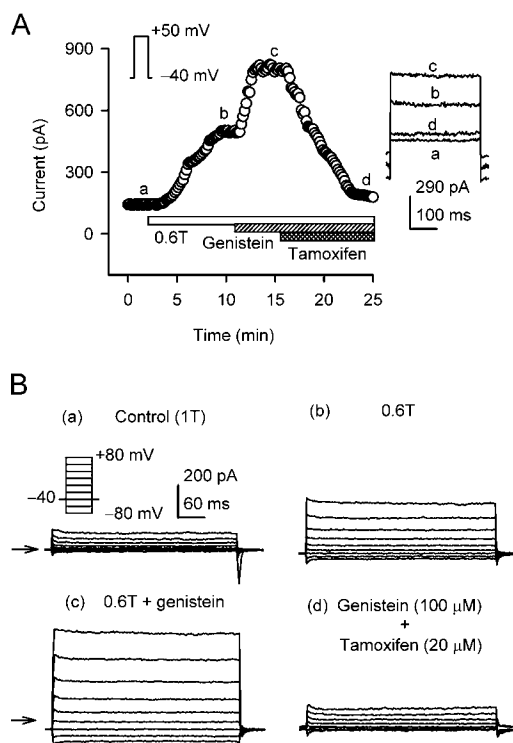 A
+50 mV
−40 mV
900
600
300
0
Current (pA)
a
b
c
d
0.6T
Genistein
Tamoxifen
0 5 10 15 20 25
Time (min)
c
b
d
a
290 pA
100 ms
B
(a) Control (1T)
+80 mV
−40
−80 mV
200 pA
60 ms
(b) 0.6T
(c) 0.6T + genistein
(d) Genistein (100 µM)
+
Tamoxifen (20 µM)